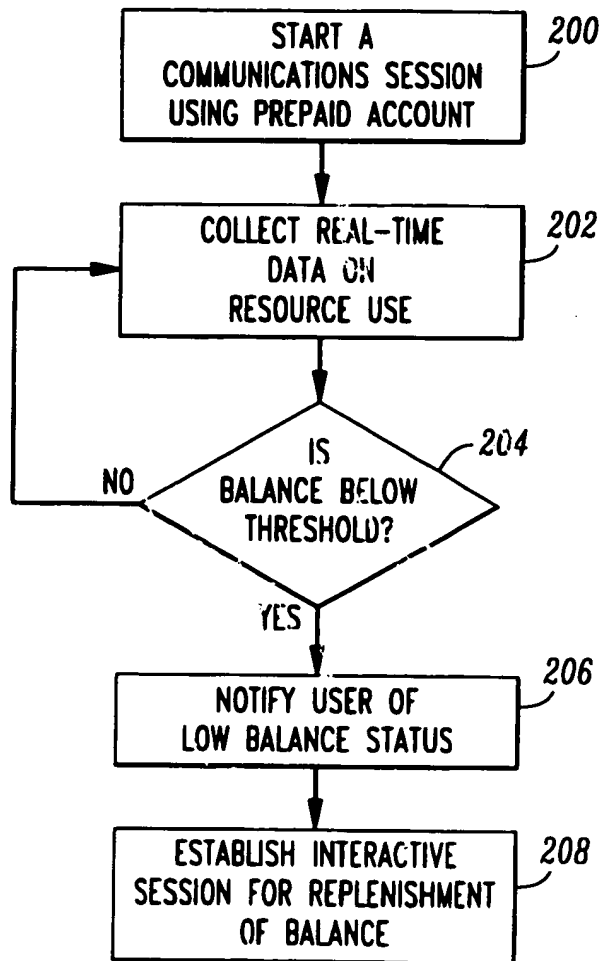 START A
COMMUNICATIONS SESSION
USING PREPAID ACCOUNT
200
COLLECT REAL-TIME
DATA ON
RESOURCE USE
202
IS
BALANCE BELOW
THRESHOLD?
204
NO
YES
NOTIFY USER OF
LOW BALANCE STATUS
206
ESTABLISH INTERACTIVE
SESSION FOR REPLENISHMENT
OF BALANCE
208